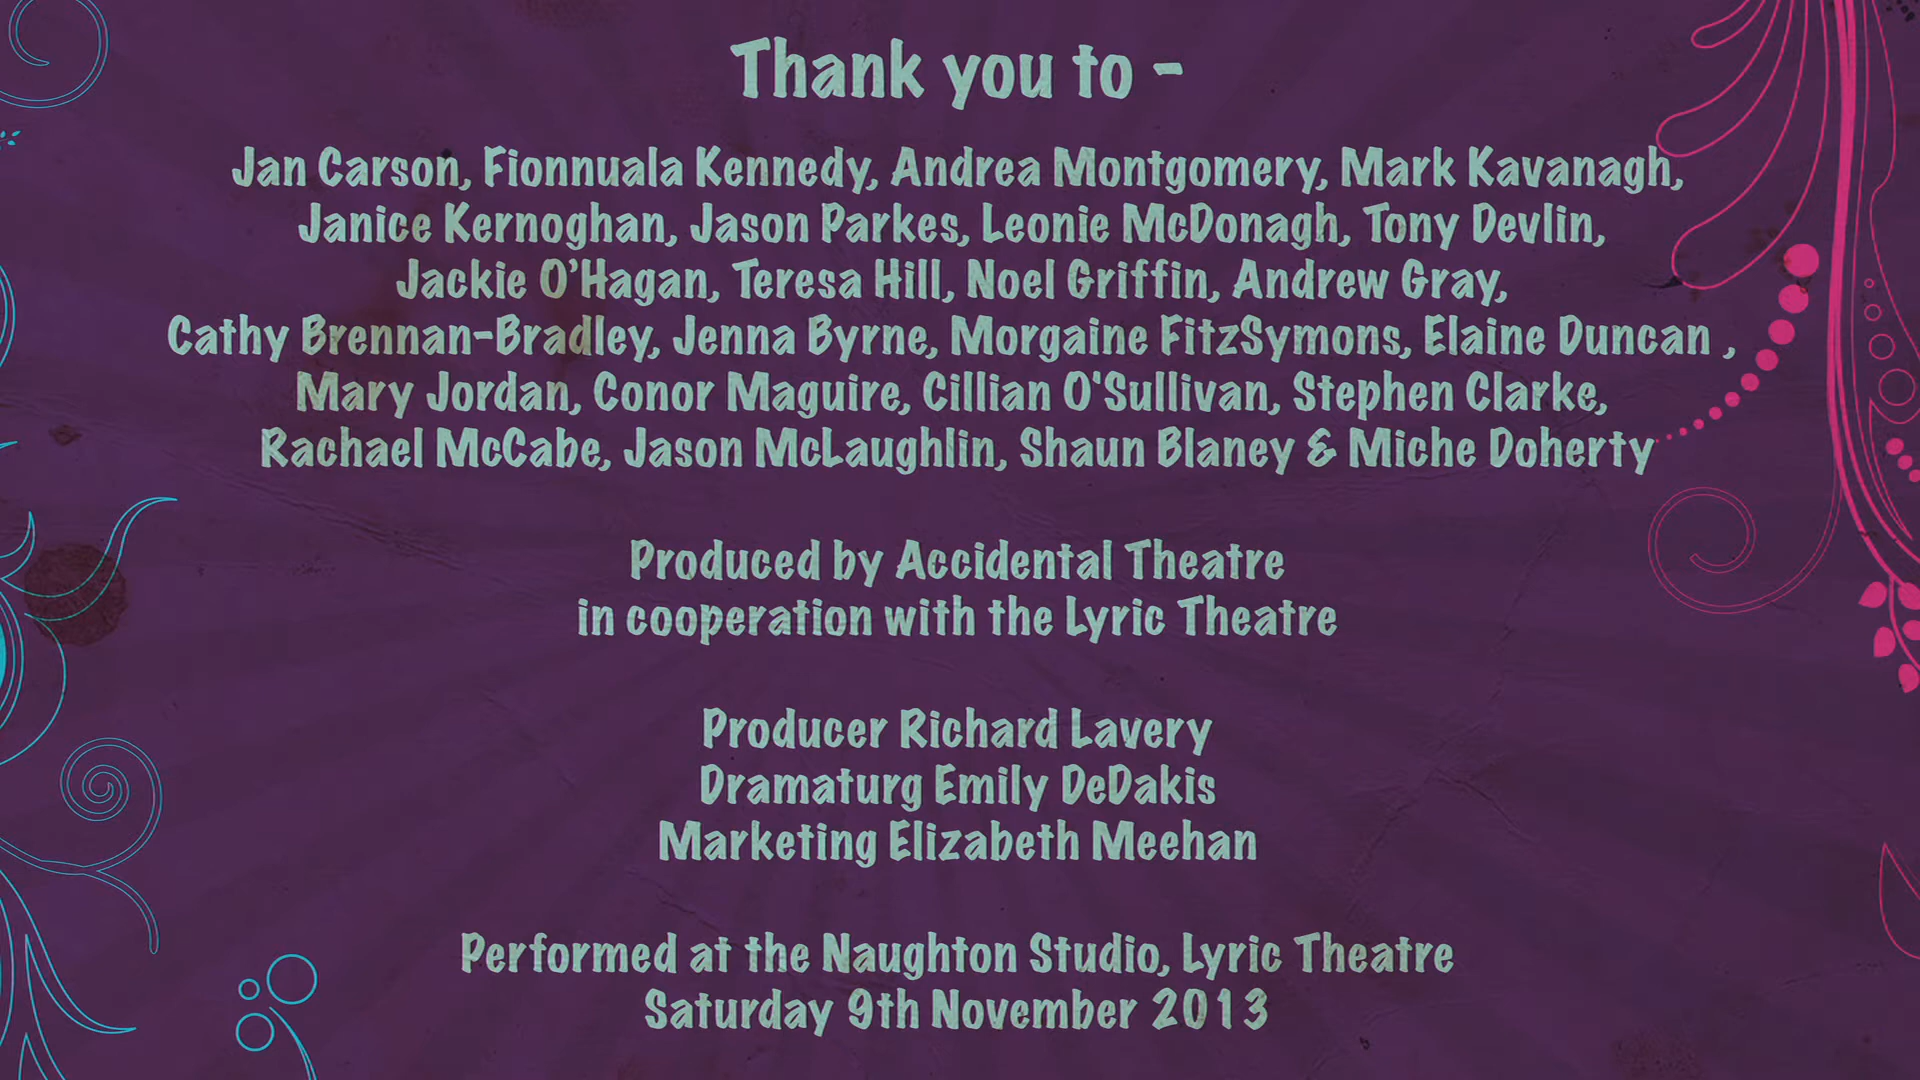 Thank you to -
Jan Carson, Fionnuala Kennedy, Andrea Montgomery, Mark Kavanagh,
Janice Kernoghan, Jason Parkes, Leonie McDonagh, Tony Devlin,
Jackie O’Hagan, Teresa Hill, Noel Griffin, Andrew Gray,
Cathy Brennan-Bradley, Jenna Byrne, Morgaine FitzSymons, Elaine Duncan ,
Mary Jordan, Conor Maguire, Cillian O'Sullivan, Stephen Clarke,
Rachael McCabe, Jason McLaughlin, Shaun Blaney & Miche Doherty
Produced by Accidental Theatre
in cooperation with the Lyric Theatre
Producer Richard Lavery
Dramaturg Emily DeDakis
Marketing Elizabeth Meehan
Performed at the Naughton Studio, Lyric Theatre
Saturday 9th November 2013